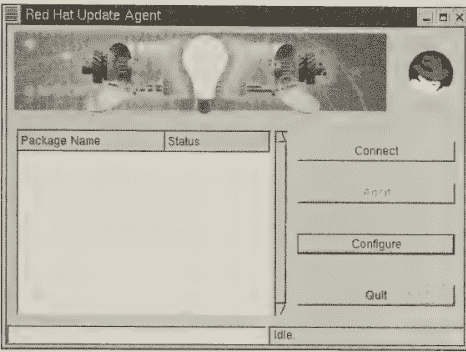 Red Hat Update Agent
Package Name
Status
Connect
Configure
Quit
Idle.